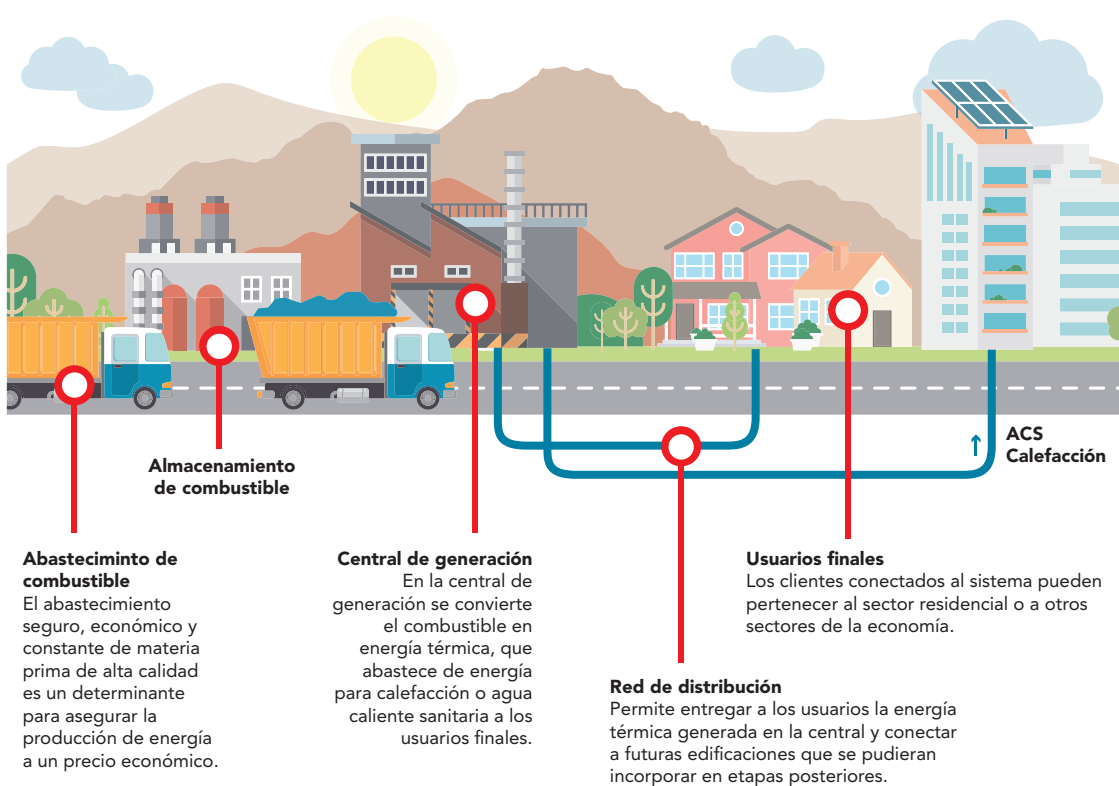 ACS
Calefacción
Almacenamiento
de combustible
Abasteciminto de
combustible
El abastecimiento
seguro, económico y
constante de materia
prima de alta calidad
es un determinante
para asegurar la
producción de energía
a un precio económico.
Central de generación
En la central de
generación se convierte
el combustible en
energía térmica, que
abastece de energía
para calefacción o agua
caliente sanitaria a los
usuarios finales.
Usuarios finales
Los clientes conectados al sistema pueden
pertenecer al sector residencial o a otros
sectores de la economía.
Red de distribución
Permite entregar a los usuarios la energía
térmica generada en la central y conectar
a futuras edificaciones que se pudieran
incorporar en etapas posteriores.